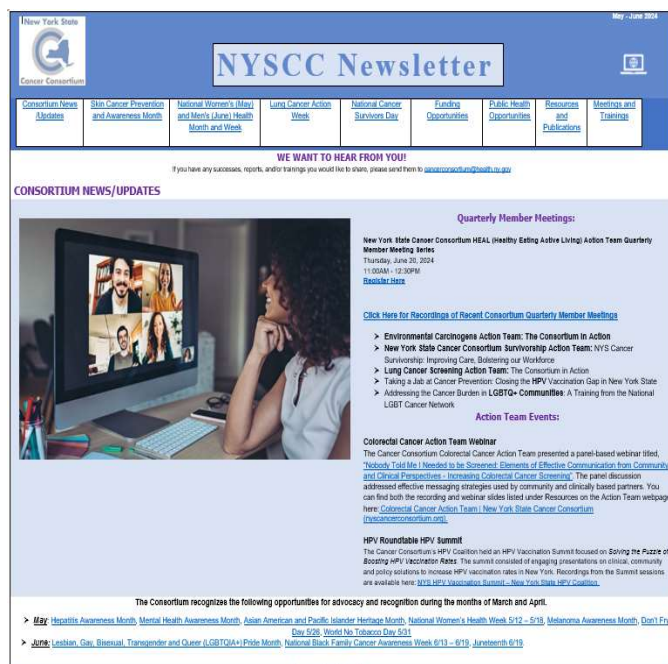 New York State
Cancer Consortium
May - June 2024
NYSCC Newsletter
Consortium News
/Updates
Skin Cancer Prevention
and Awareness Month
National Women's (May)
and Men's (June) Health
Month and Week
Lung Cancer Action
Week
National Cancer
Survivors Day
Funding
Opportunities
Public Health
Opportunities
Resources
and
Publications
Meetings and
Trainings
WE WANT TO HEAR FROM YOU!
If you have any successes, reports, and/or trainings you would like to share, please send them to cancerconsortium@health.ny.gov
CONSORTIUM NEWS/UPDATES
Quarterly Member Meetings:
New York State Cancer Consortium HEAL (Healthy Eating Active Living) Action Team Quarterly
Member Meeting Series
Thursday, June 20, 2024
11:00AM - 12:30PM
Register Here
Click Here for Recordings of Recent Consortium Quarterly Member Meetings
➢ Environmental Carcinogens Action Team: The Consortium in Action
➢ New York State Cancer Consortium Survivorship Action Team: NYS Cancer
Survivorship: Improving Care, Bolstering our Workforce
➢ Lung Cancer Screening Action Team: The Consortium in Action
➢ Taking a Jab at Cancer Prevention: Closing the HPV Vaccination Gap in New York State
➢ Addressing the Cancer Burden in LGBTQ+ Communities: A Training from the National
LGBT Cancer Network
Action Team Events:
Colorectal Cancer Action Team Webinar
The Cancer Consortium Colorectal Cancer Action Team presented a panel-based webinar titled,
"Nobody Told Me I Needed to be Screened: Elements of Effective Communication from Community
and Clinical Perspectives - Increasing Colorectal Cancer Screening". The panel discussion
addressed effective messaging strategies used by community and clinically based partners. You
can find both the recording and webinar slides listed under Resources on the Action Team webpage
here: Colorectal Cancer Action Team | New York State Cancer Consortium
(nyscancerconsortium.org).
HPV Roundtable HPV Summit
The Cancer Consortium's HPV Coalition held an HPV Vaccination Summit focused on Solving the Puzzle of
Boosting HPV Vaccination Rates. The summit consisted of engaging presentations on clinical, community
and policy solutions to increase HPV vaccination rates in New York. Recordings from the Summit sessions
are available here: NYS HPV Vaccination Summit – New York State HPV Coalition
The Consortium recognizes the following opportunities for advocacy and recognition during the months of March and April.
➢ May: Hepatitis Awareness Month, Mental Health Awareness Month, Asian American and Pacific Islander Heritage Month, National Women's Health Week 5/12 – 5/18, Melanoma Awareness Month, Don't Fry
Day 5/26, World No Tobacco Day 5/31
➢ June: Lesbian, Gay, Bisexual, Transgender and Queer (LGBTQIA+) Pride Month, National Black Family Cancer Awareness Week 6/13 – 6/19, Juneteenth 6/19